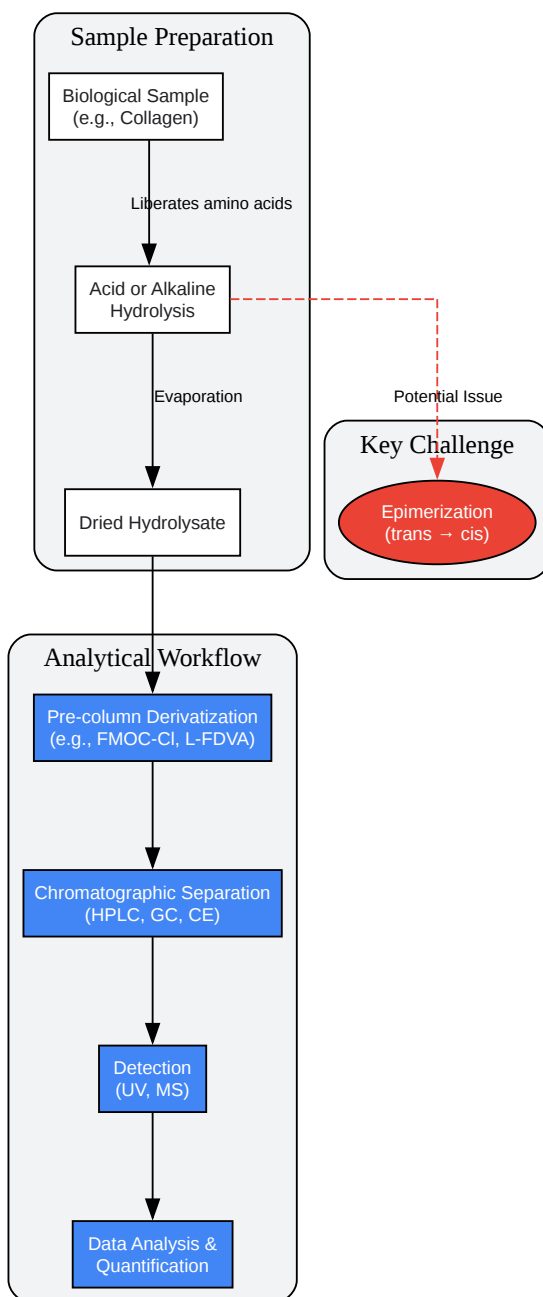 Sample Preparation
Biological Sample
(e.g., Collagen)
Liberates amino acids
Acid or Alkaline
Hydrolysis
Evaporation
Potential Issue
Key Challenge
Epimerization
(trans → cis)
Dried Hydrolysate
Analytical Workflow
Pre-column Derivatization
(e.g., FMOC-Cl, L-FDVA)
Chromatographic Separation
(HPLC, GC, CE)
Detection
(UV, MS)
Data Analysis &
Quantification